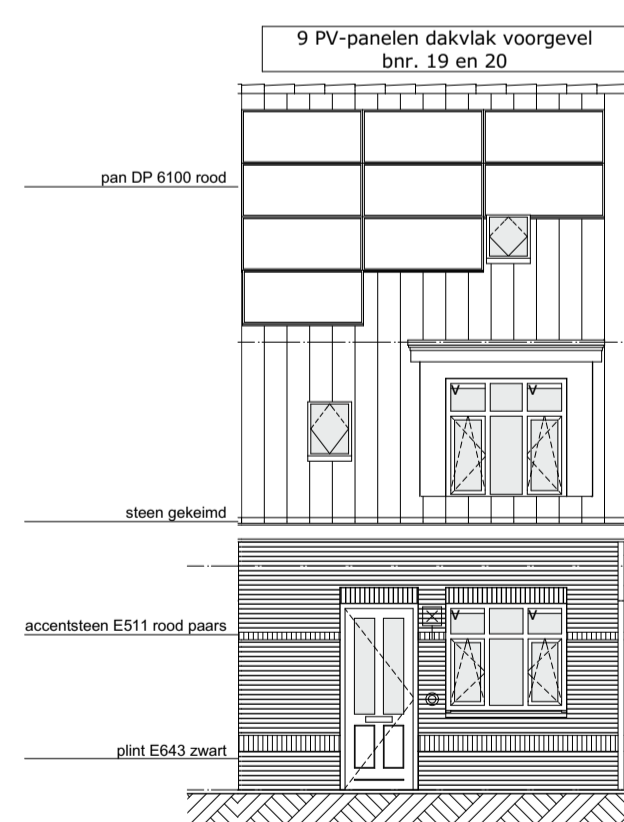 9 PV-panelen dakvlak voorgevel
bnr. 19 en 20
pan DP 6100 rood
steen gekeimd
accentsteen E511 rood paars
plint E643 zwart